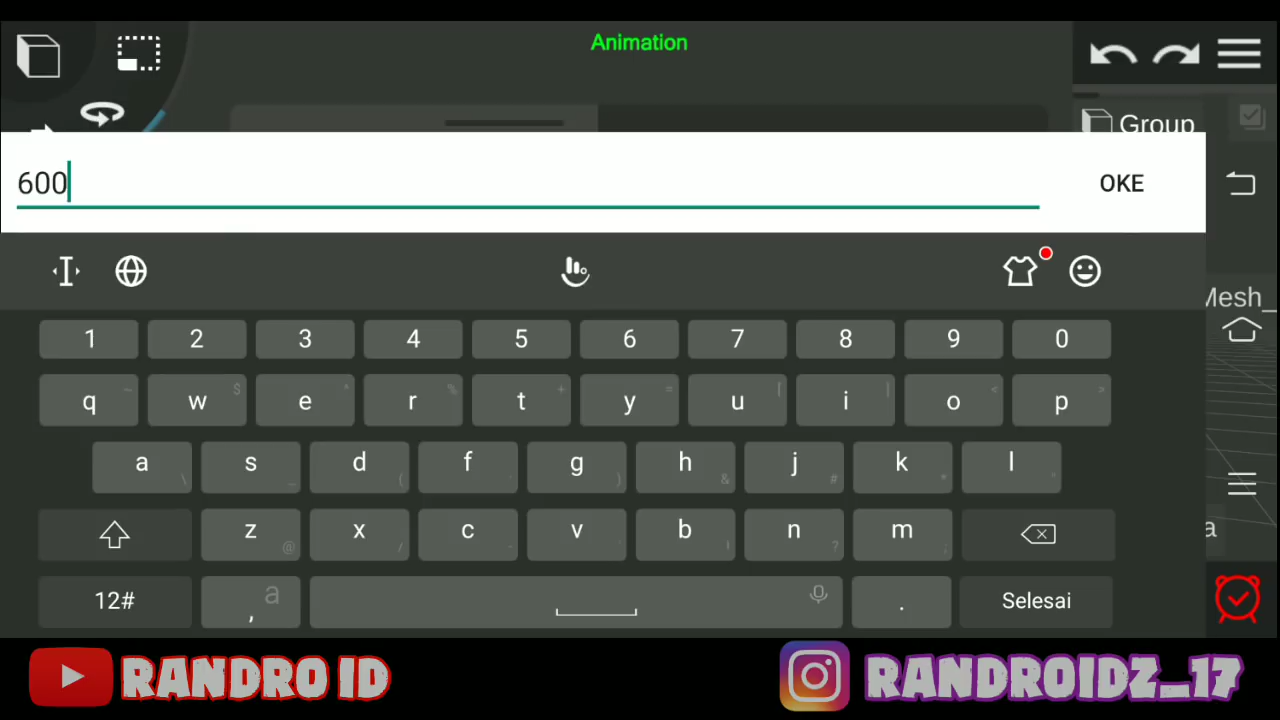 Animation
Group
600
OKE
Mesh_
1 2 3 4 5 6 7 8 9 0
q w e r t y u i o p
a s d f g h j k l
z x c v b n m
a
12# , a . Selesai
RANDRO ID RANDROIDZ_17